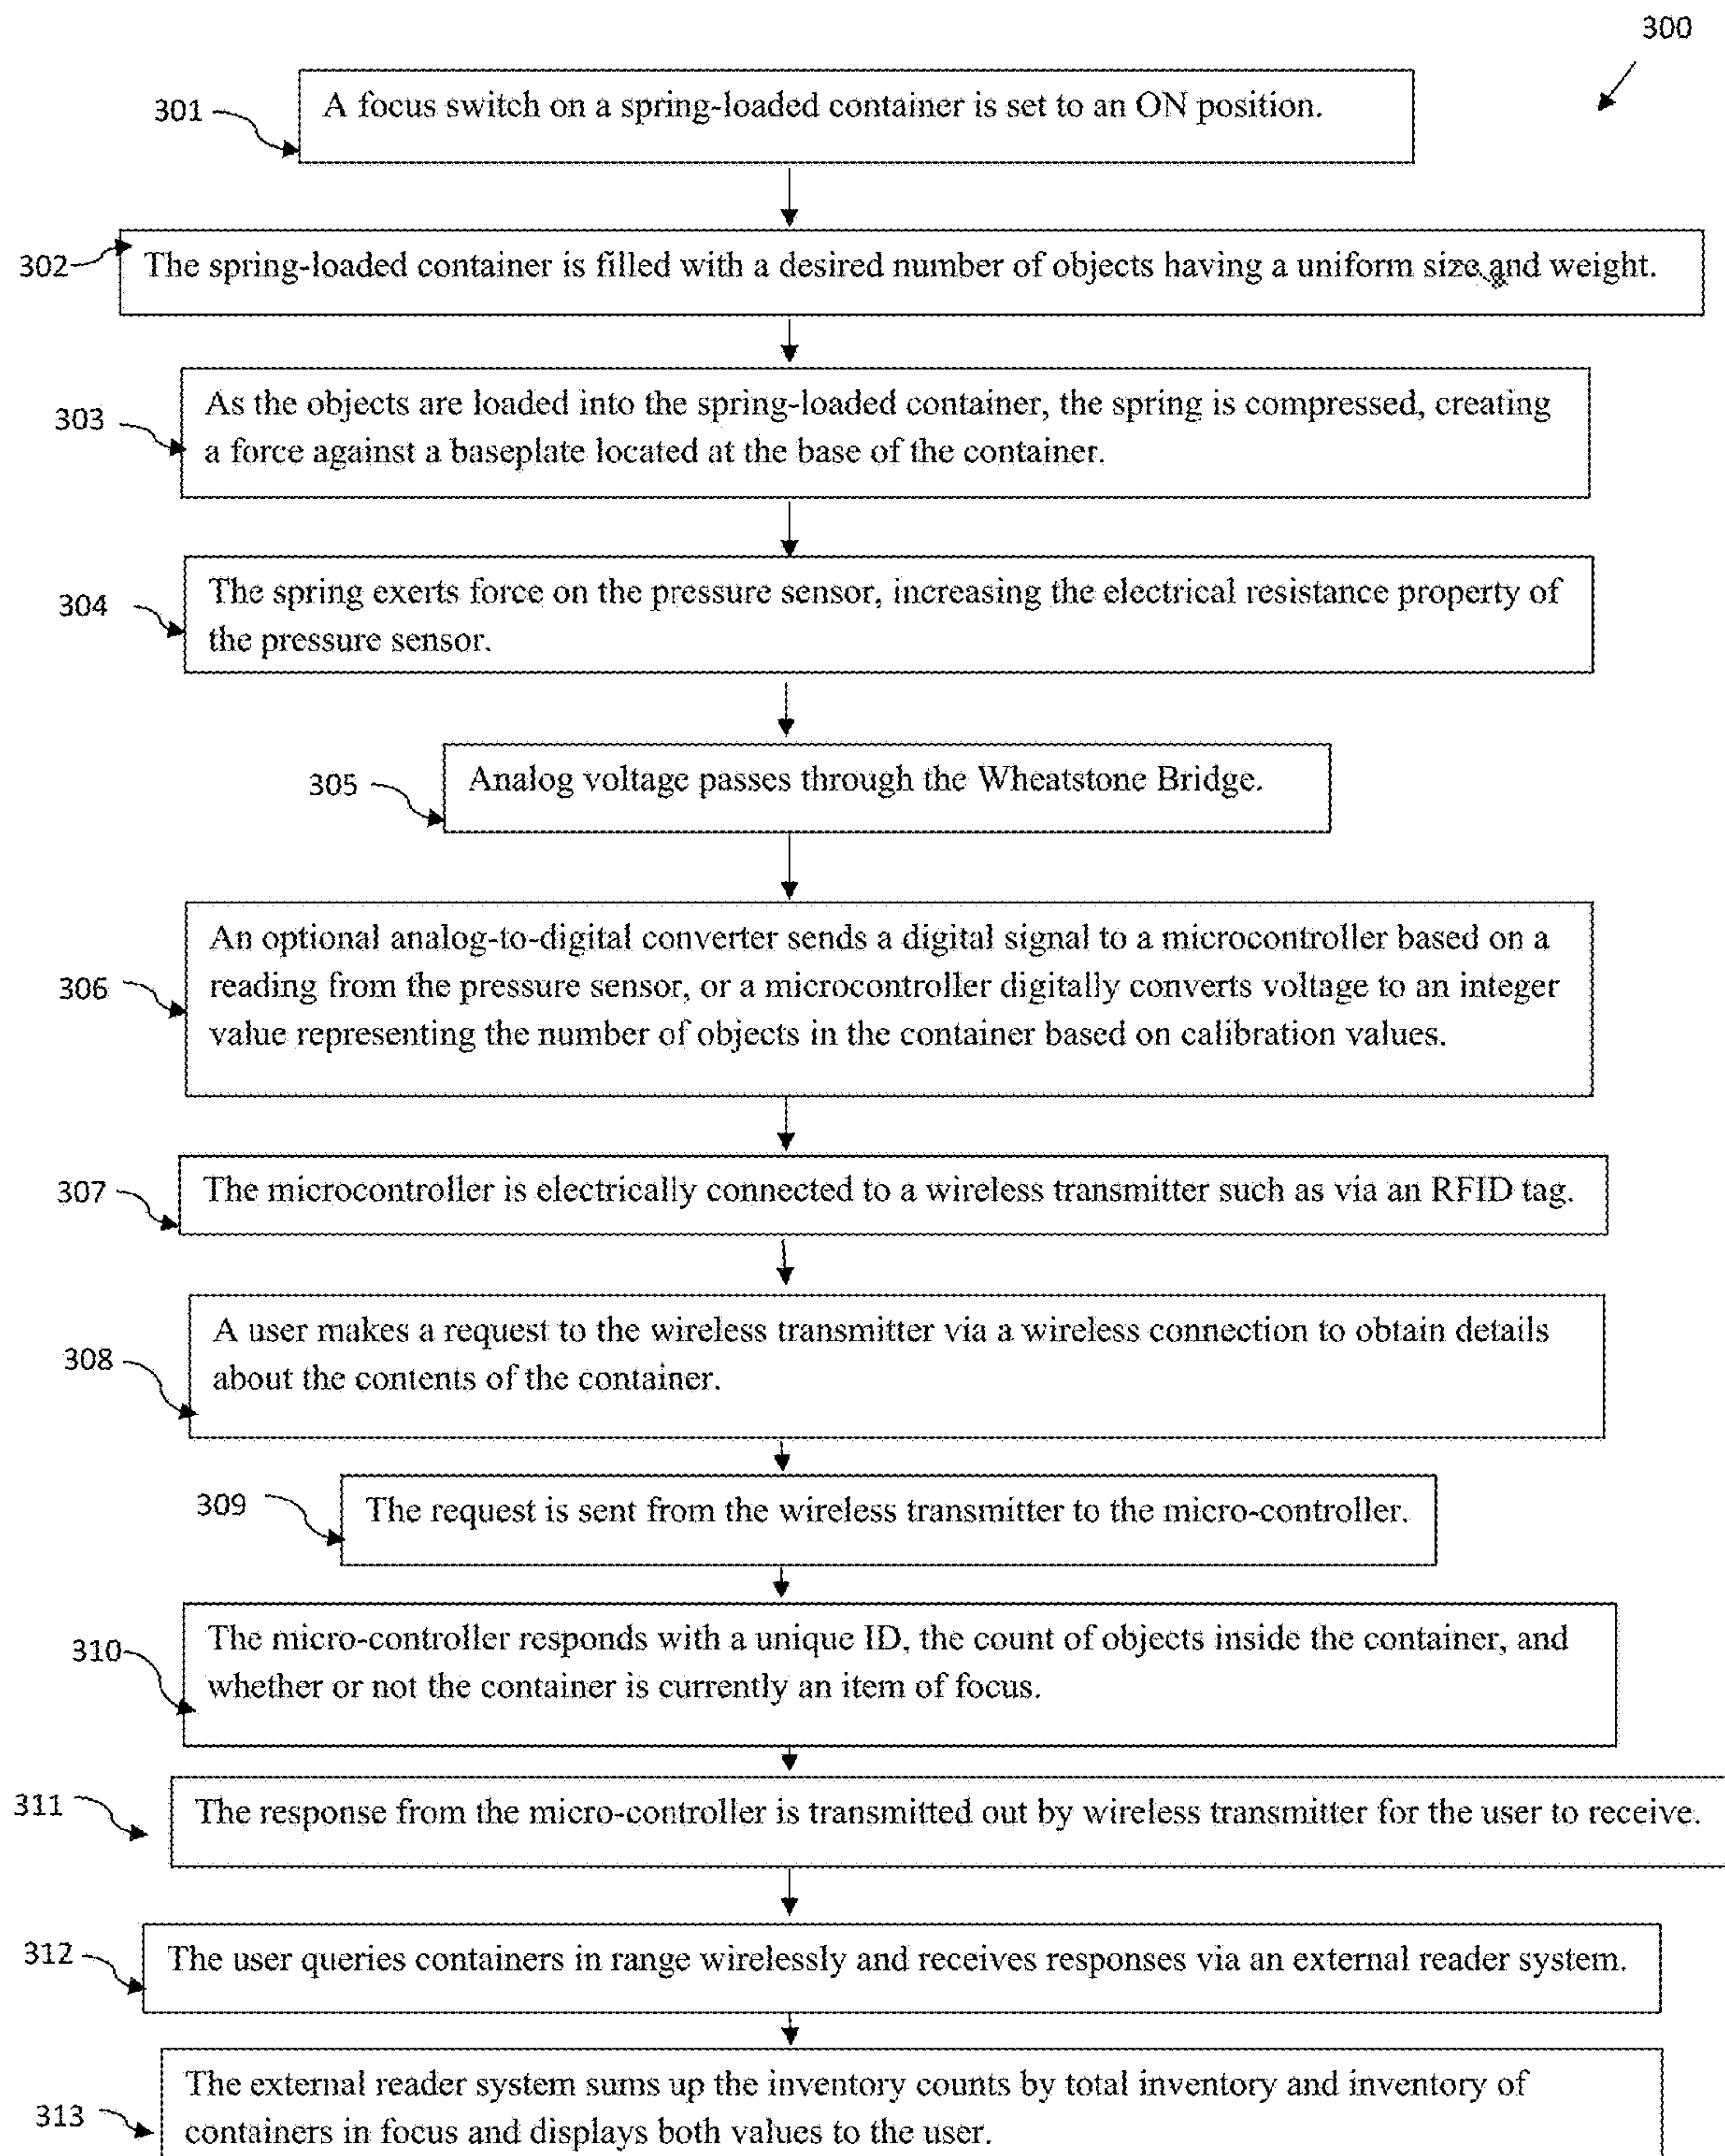 300
301
A focus switch on a spring-loaded container is set to an ON position.
302
The spring-loaded container is filled with a desired number of objects having a uniform size and weight.
303
As the objects are loaded into the spring-loaded container, the spring is compressed, creating
a force against a baseplate located at the base of the container.
304
The spring exerts force on the pressure sensor, increasing the electrical resistance property of
the pressure sensor.
305
Analog voltage passes through the Wheatstone Bridge.
306
An optional analog-to-digital converter sends a digital signal to a microcontroller based on a
reading from the pressure sensor, or a microcontroller digitally converts voltage to an integer
value representing the number of objects in the container based on calibration values.
307
The microcontroller is electrically connected to a wireless transmitter such as via an RFID tag.
308
A user makes a request to the wireless transmitter via a wireless connection to obtain details
about the contents of the container.
309
The request is sent from the wireless transmitter to the micro-controller.
310
The micro-controller responds with a unique ID, the count of objects inside the container, and
whether or not the container is currently an item of focus.
311
The response from the micro-controller is transmitted out by wireless transmitter for the user to receive.
312
The user queries containers in range wirelessly and receives responses via an external reader system.
313
The external reader system sums up the inventory counts by total inventory and inventory of
containers in focus and displays both values to the user.